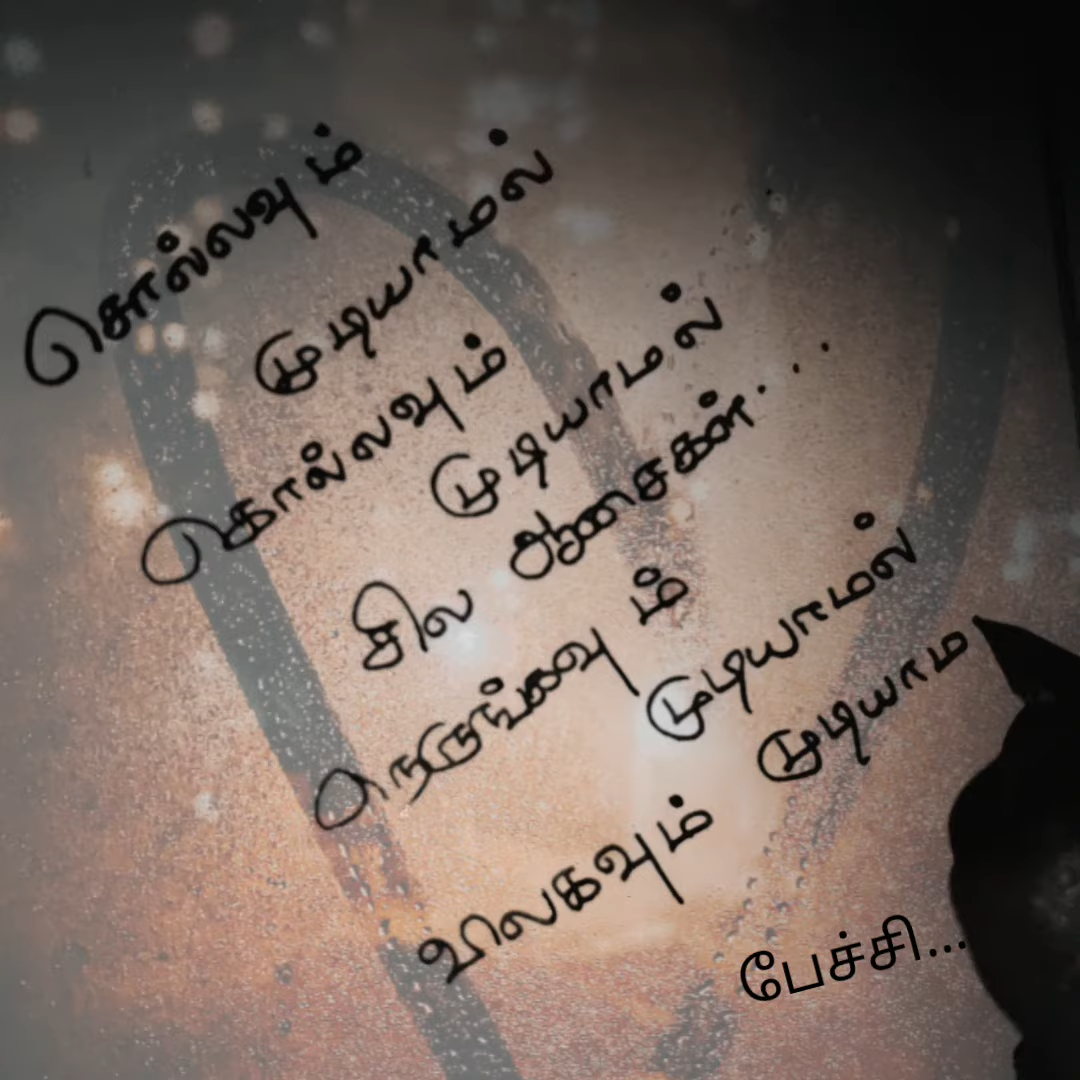 சொல்லவும்
முடியாமல்
கொல்லவும்
முடியாமல்
சில ஆசைகள்...
நெருங்கவும்
முடியாமல்
விலகவும் முடியாம
பேச்சி...